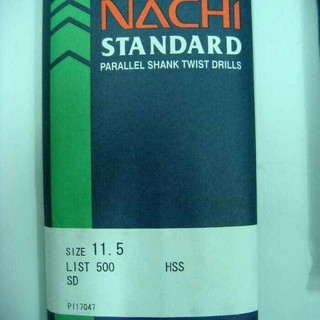 NACHI
STANDARD
PARALLEL SHANK TWIST DRILLS
SIZE 11.5
LIST 500 HSS
SD
P117047